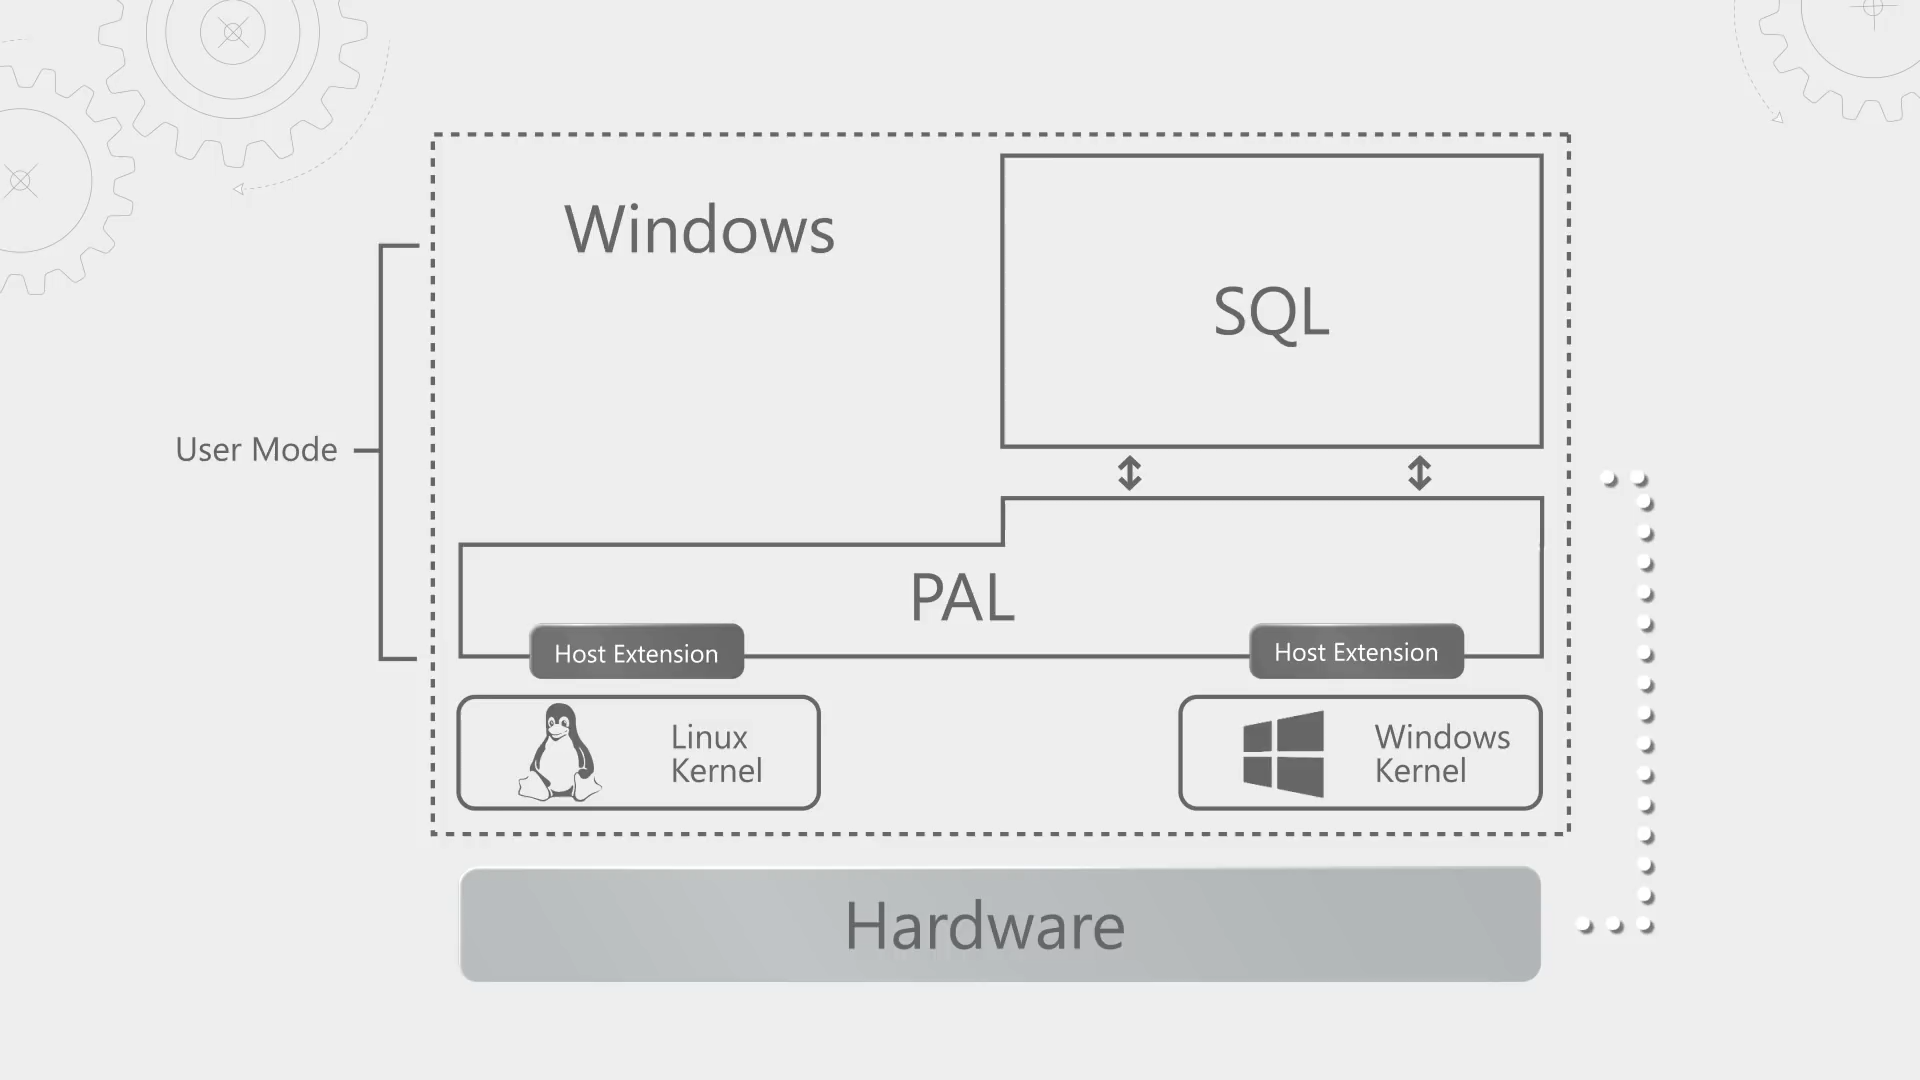 Windows
SQL
User Mode
PAL
Host Extension
Host Extension
Linux
Kernel
Windows
Kernel
Hardware